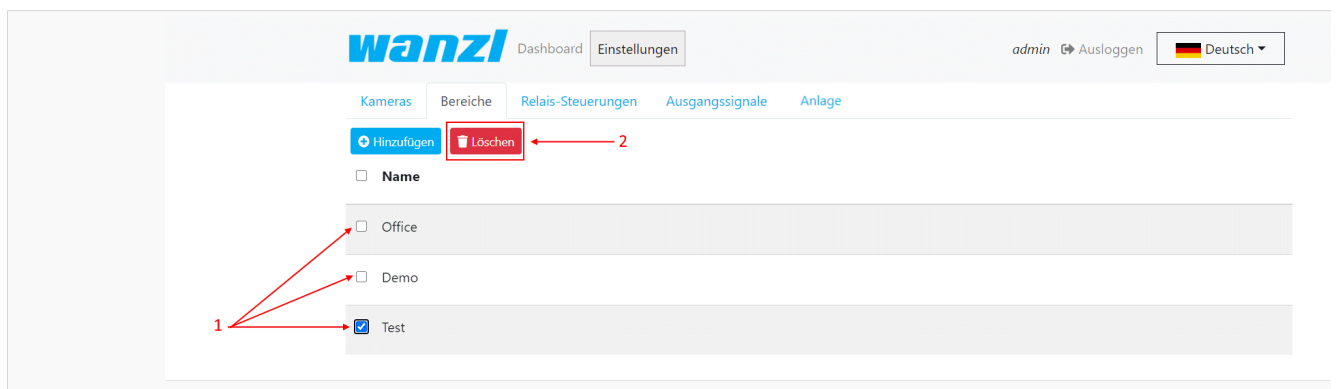 wanzl Dashboard Einstellungen admin Ausloggen Deutsch
Kameras Bereiche Relais-Steuerungen Ausgangssignale Anlage
Hinzufügen Löschen 2
Name
Office
Demo
1 Test